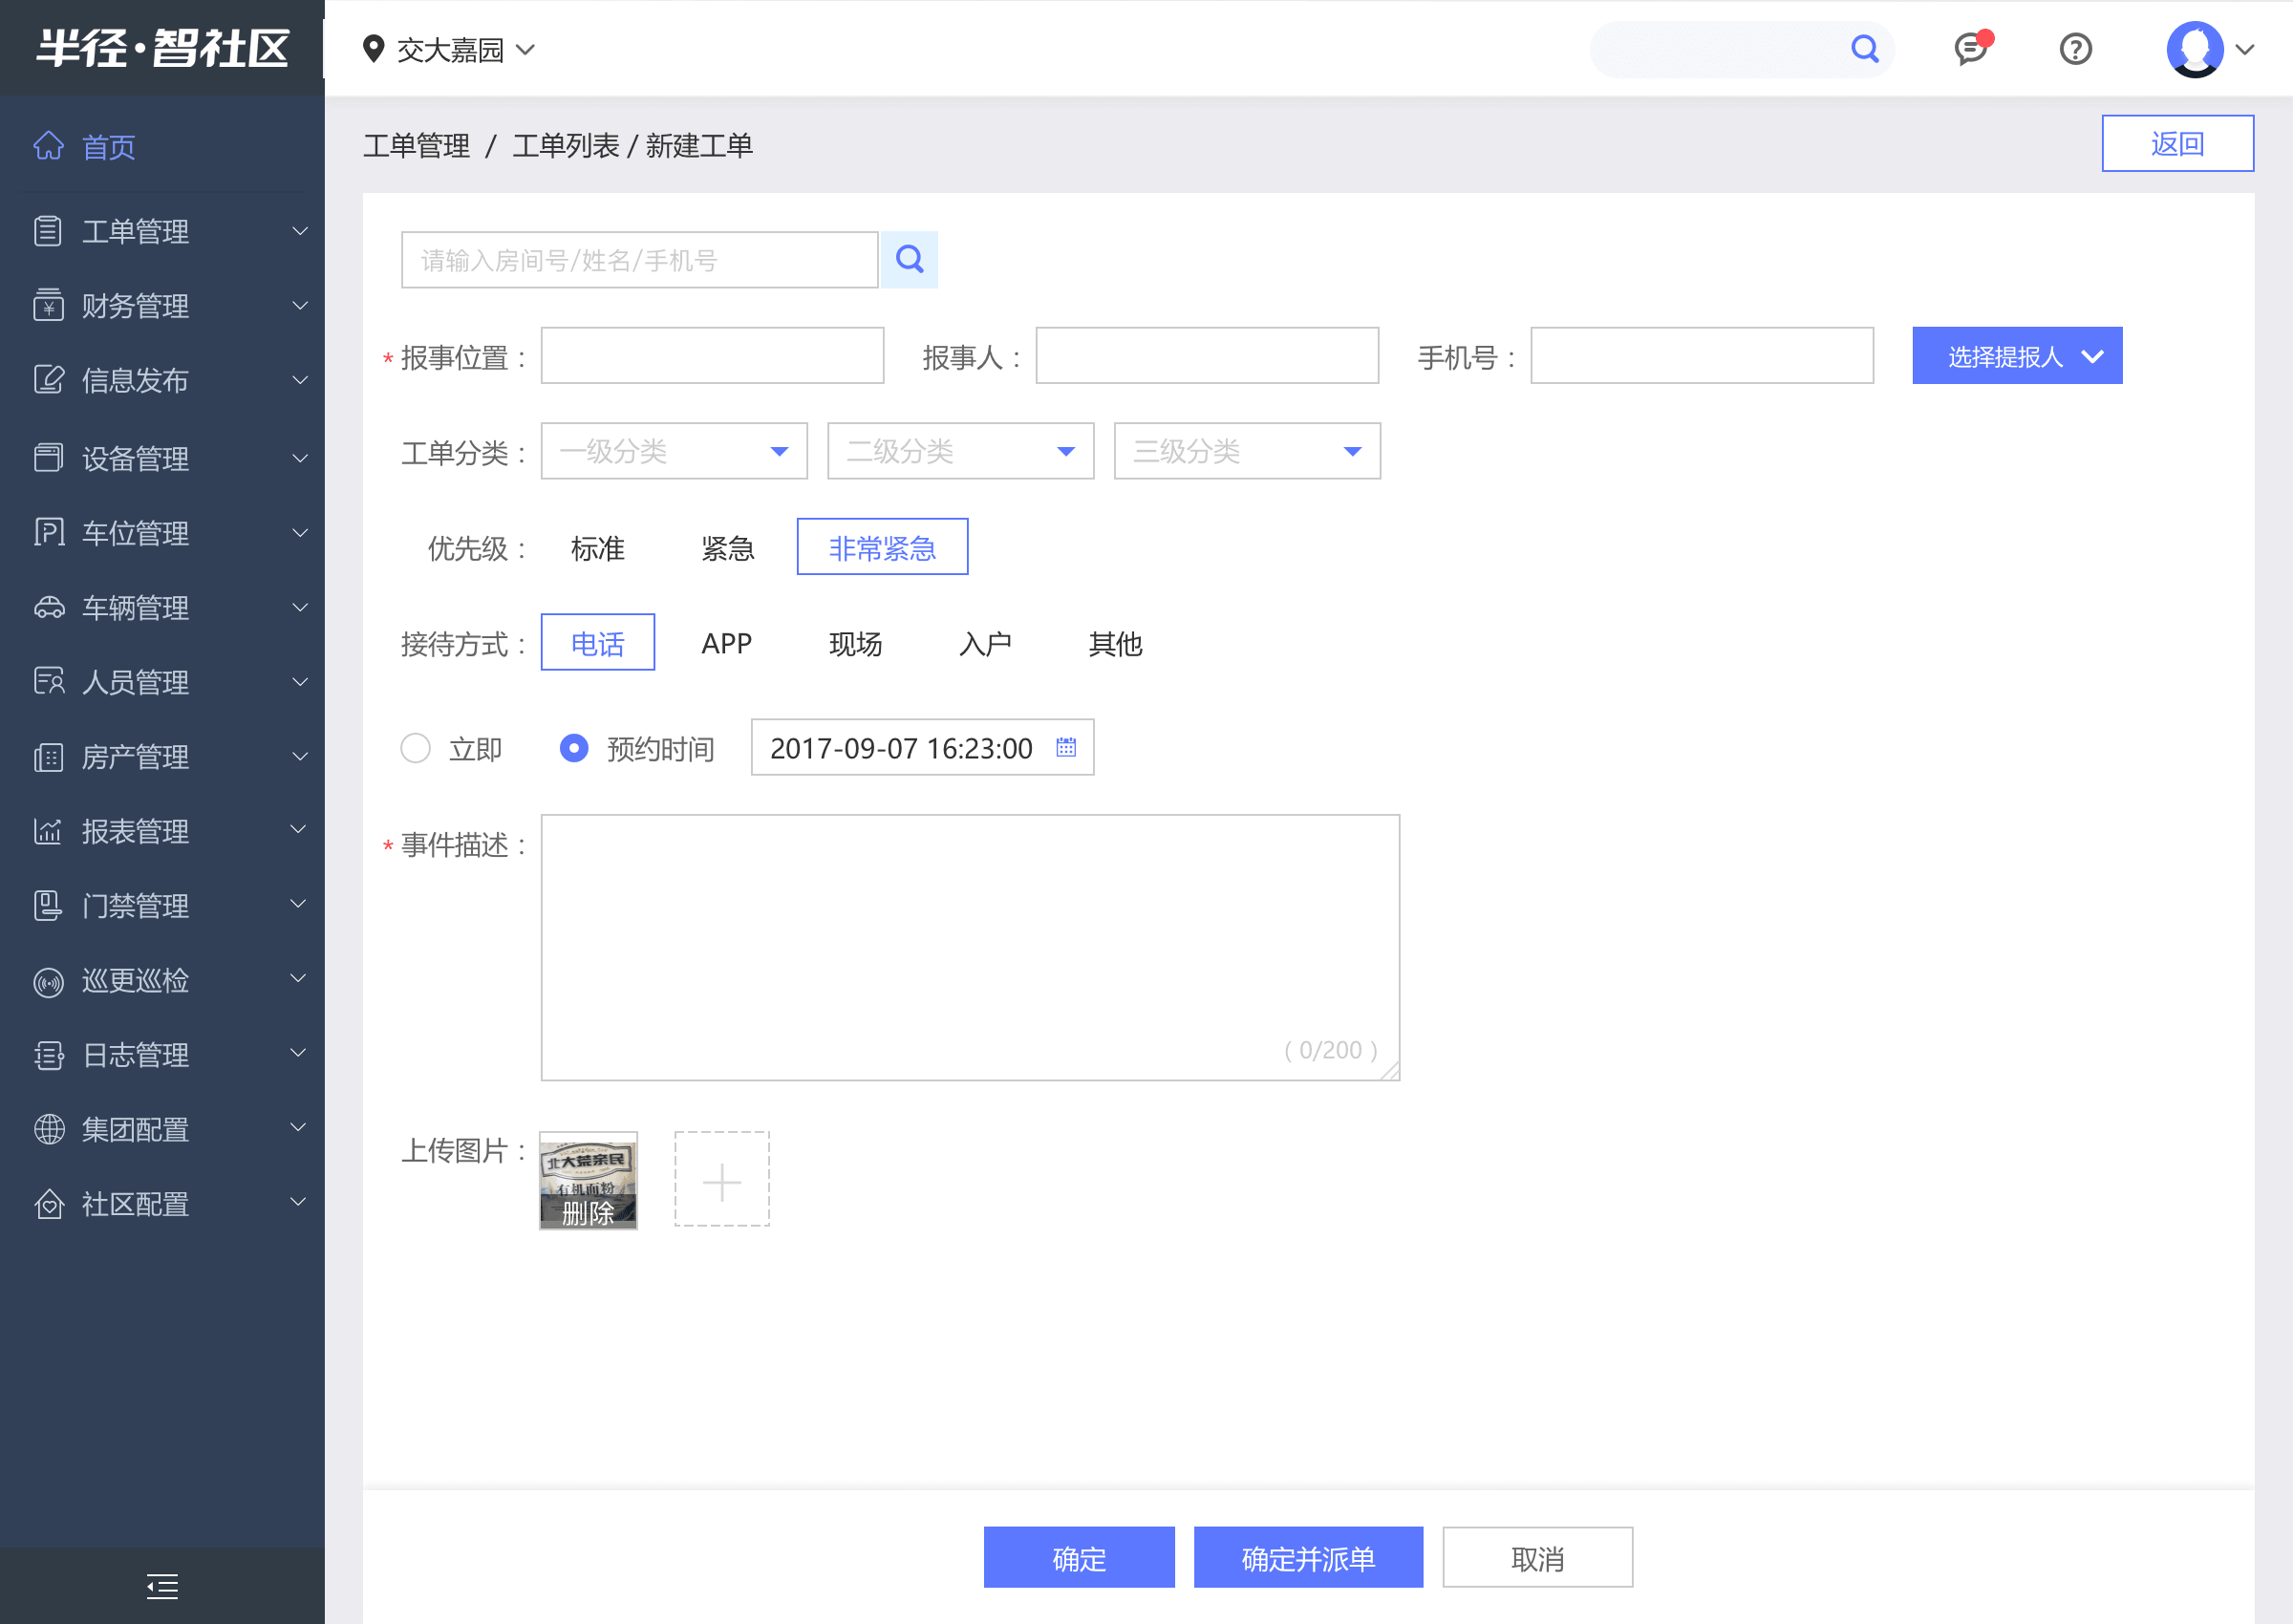 半径·智社区
交大嘉园
首页
工单管理
财务管理
信息发布
设备管理
车位管理
车辆管理
人员管理
房产管理
报表管理
门禁管理
巡更巡检
日志管理
集团配置
社区配置
工单管理 / 工单列表 / 新建工单
返回
请输入房间号/姓名/手机号
* 报事位置： 报事人： 手机号： 选择提报人
工单分类： 一级分类 二级分类 三级分类
优先级： 标准 紧急 非常紧急
接待方式： 电话 APP 现场 入户 其他
立即 预约时间 2017-09-07 16:23:00
* 事件描述：
（0/200）
上传图片：
北大荒亲民
有机面粉
删除
确定 确定并派单 取消